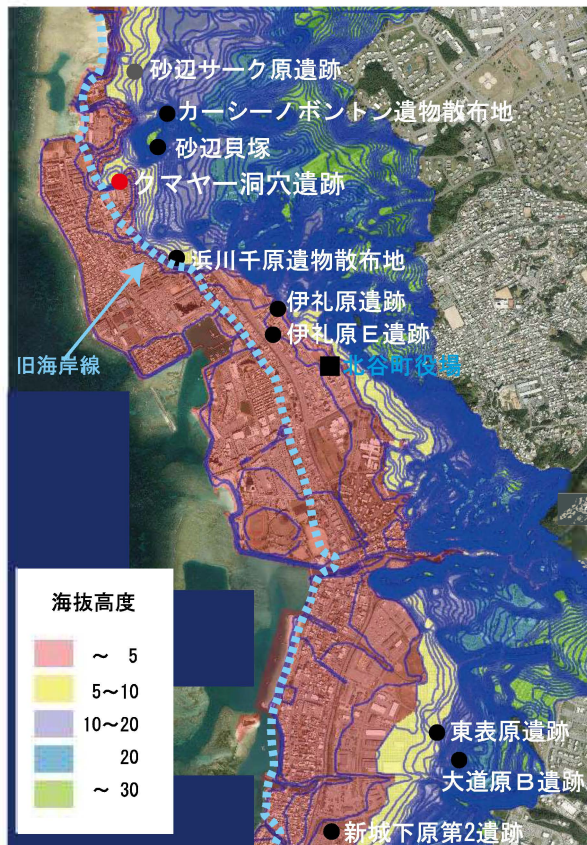 砂辺サーク原遺跡
カーシーノボントン遺物散布地
砂辺貝塚
クマヤー洞穴遺跡
浜川千原遺物散布地
伊礼原遺跡
伊礼原E遺跡
旧海岸線
北谷町役場
海抜高度
～ 5
5～10
10～20
20
～ 30
東表原遺跡
大道原B遺跡
新城下原第2遺跡